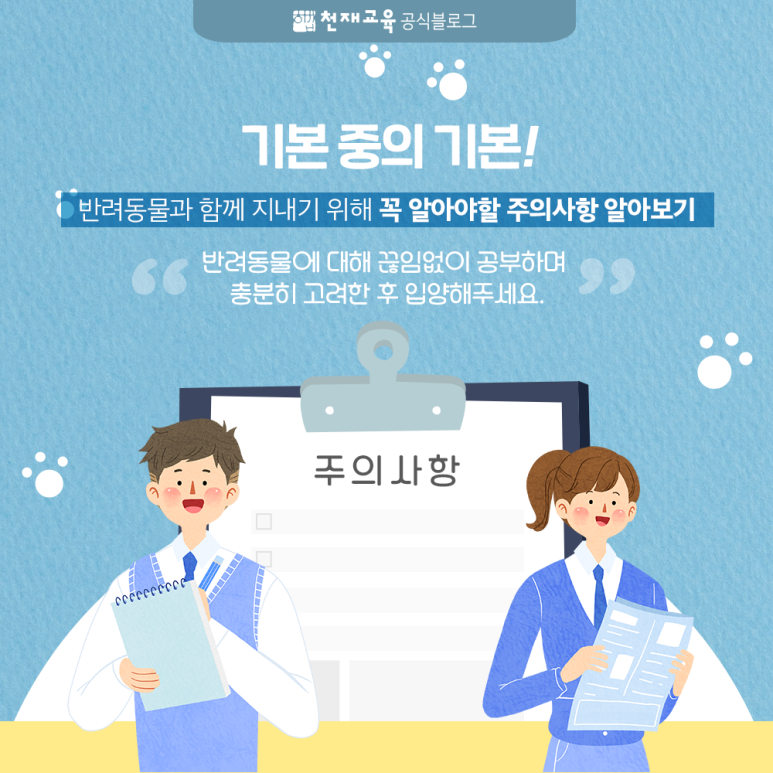 천재교육 공식블로그
기본 중의 기본!
반려동물과 함께 지내기 위해 꼭 알아야할 주의사항 알아보기
“ 반려동물에 대해 끊임없이 공부하며
충분히 고려한 후 입양해주세요. ”
주의사항